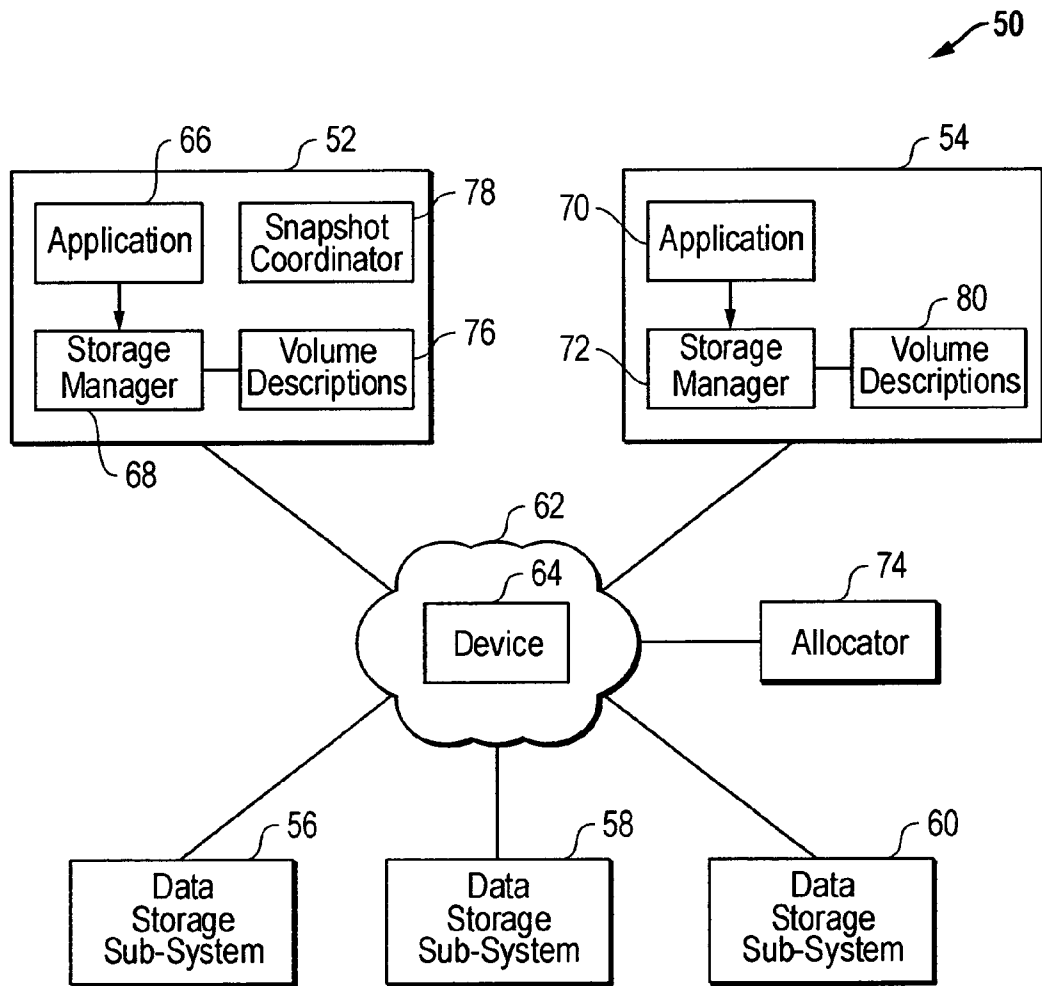 50
66
52
78
Application
Snapshot
Coordinator
Storage
Manager
76
Volume
Descriptions
68
54
70
Application
80
72
Storage
Manager
Volume
Descriptions
62
64
Device
74
Allocator
56
Data
Storage
Sub-System
58
Data
Storage
Sub-System
60
Data
Storage
Sub-System